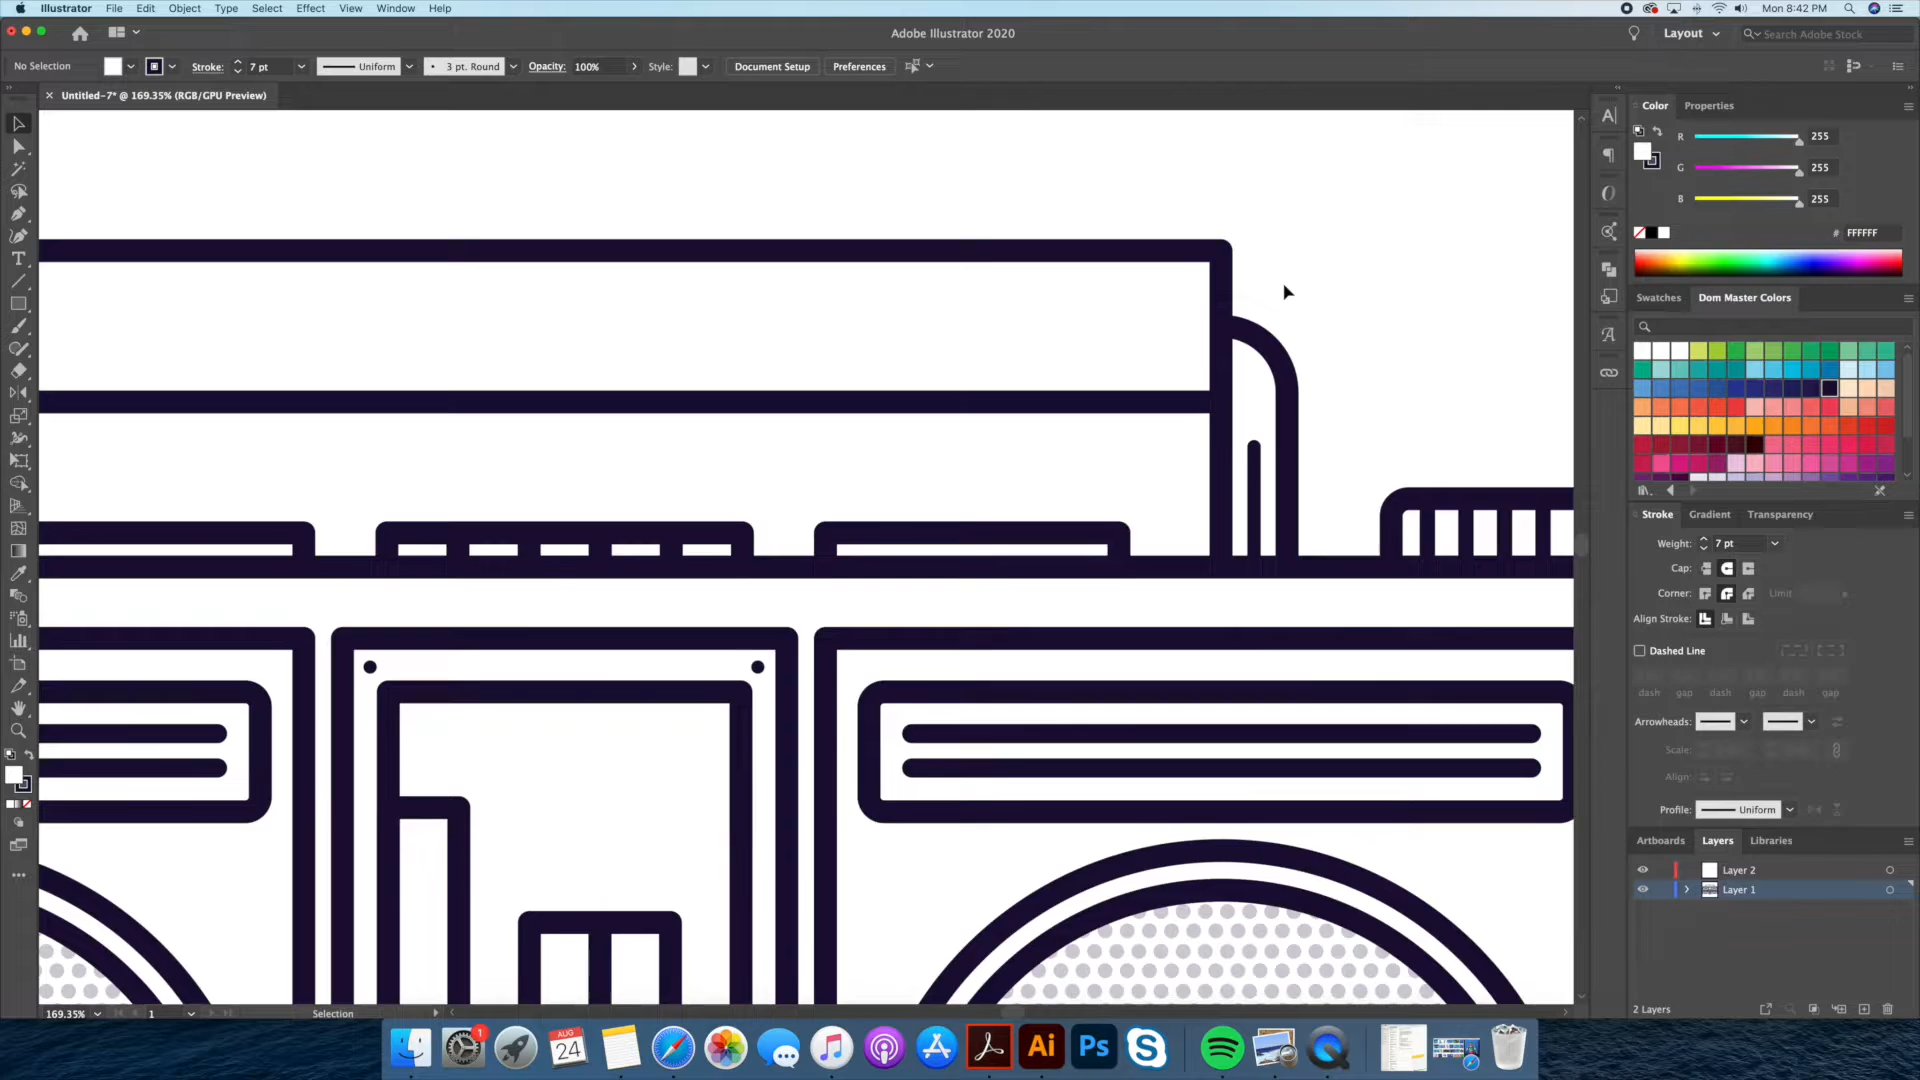 Illustrator File Edit Object Type Select Effect View Window Help
Mon 8:42 PM
Adobe Illustrator 2020
Layout
Search Adobe Stock
No Selection
Stroke: 7 pt
Uniform
3 pt. Round
Opacity: 100%
Style:
Document Setup
Preferences
Untitled-7* @ 169.35% (RGB/GPU Preview)
Color Properties
R 255
G 255
B 255
# FFFFFF
Swatches Dom Master Colors
Stroke Gradient Transparency
Weight: 7 pt
Cap:
Corner: Limit
Align Stroke:
Dashed Line
dash gap dash gap dash gap
Arrowheads:
Scale:
Align:
Profile: Uniform
Artboards Layers Libraries
Layer 2
Layer 1
2 Layers
169.35% 1 Selection
1
AUG
24
Ai
Ps